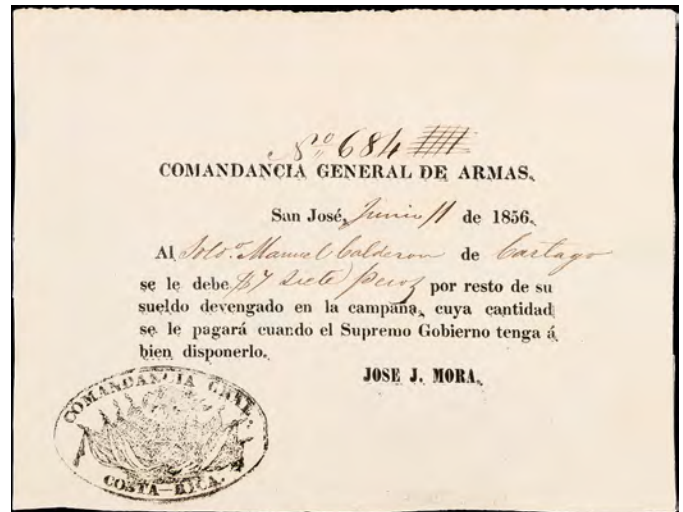 Nº 684
COMANDANCIA GENERAL DE ARMAS.
San José, Junio 11 de 1856.
Al Soldº Manuel Calderon de Cartago
se le debe $7 siete pesos por resto de su
sueldo devengado en la campaña, cuya cantidad
se le pagará cuando el Supremo Gobierno tenga á
bien disponerlo.
JOSE J. MORA.
COMANDANCIA GRAL.
COSTA-RICA.